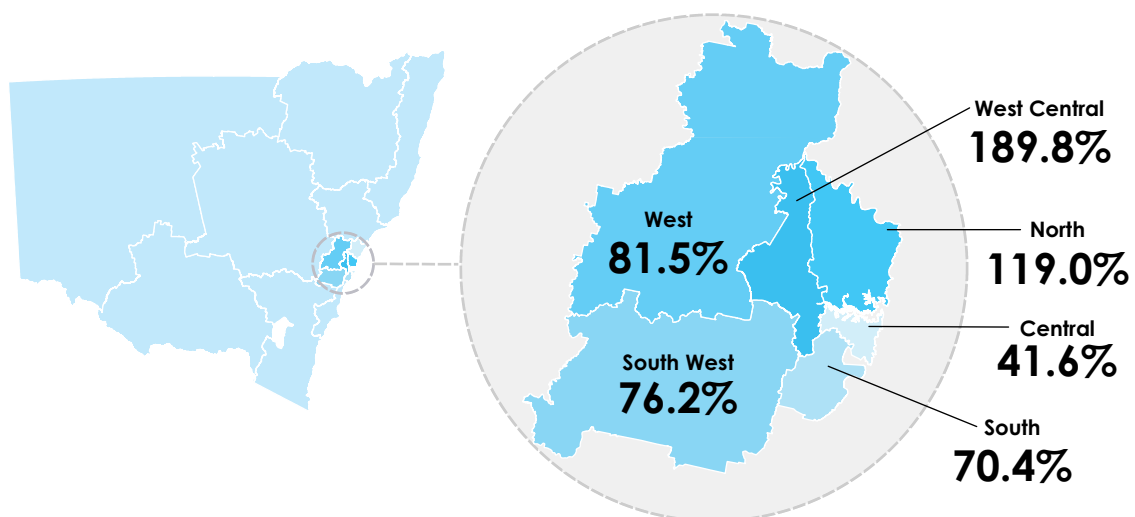 West Central
189.8%
West
81.5%
North
119.0%
Central
41.6%
South West
76.2%
South
70.4%